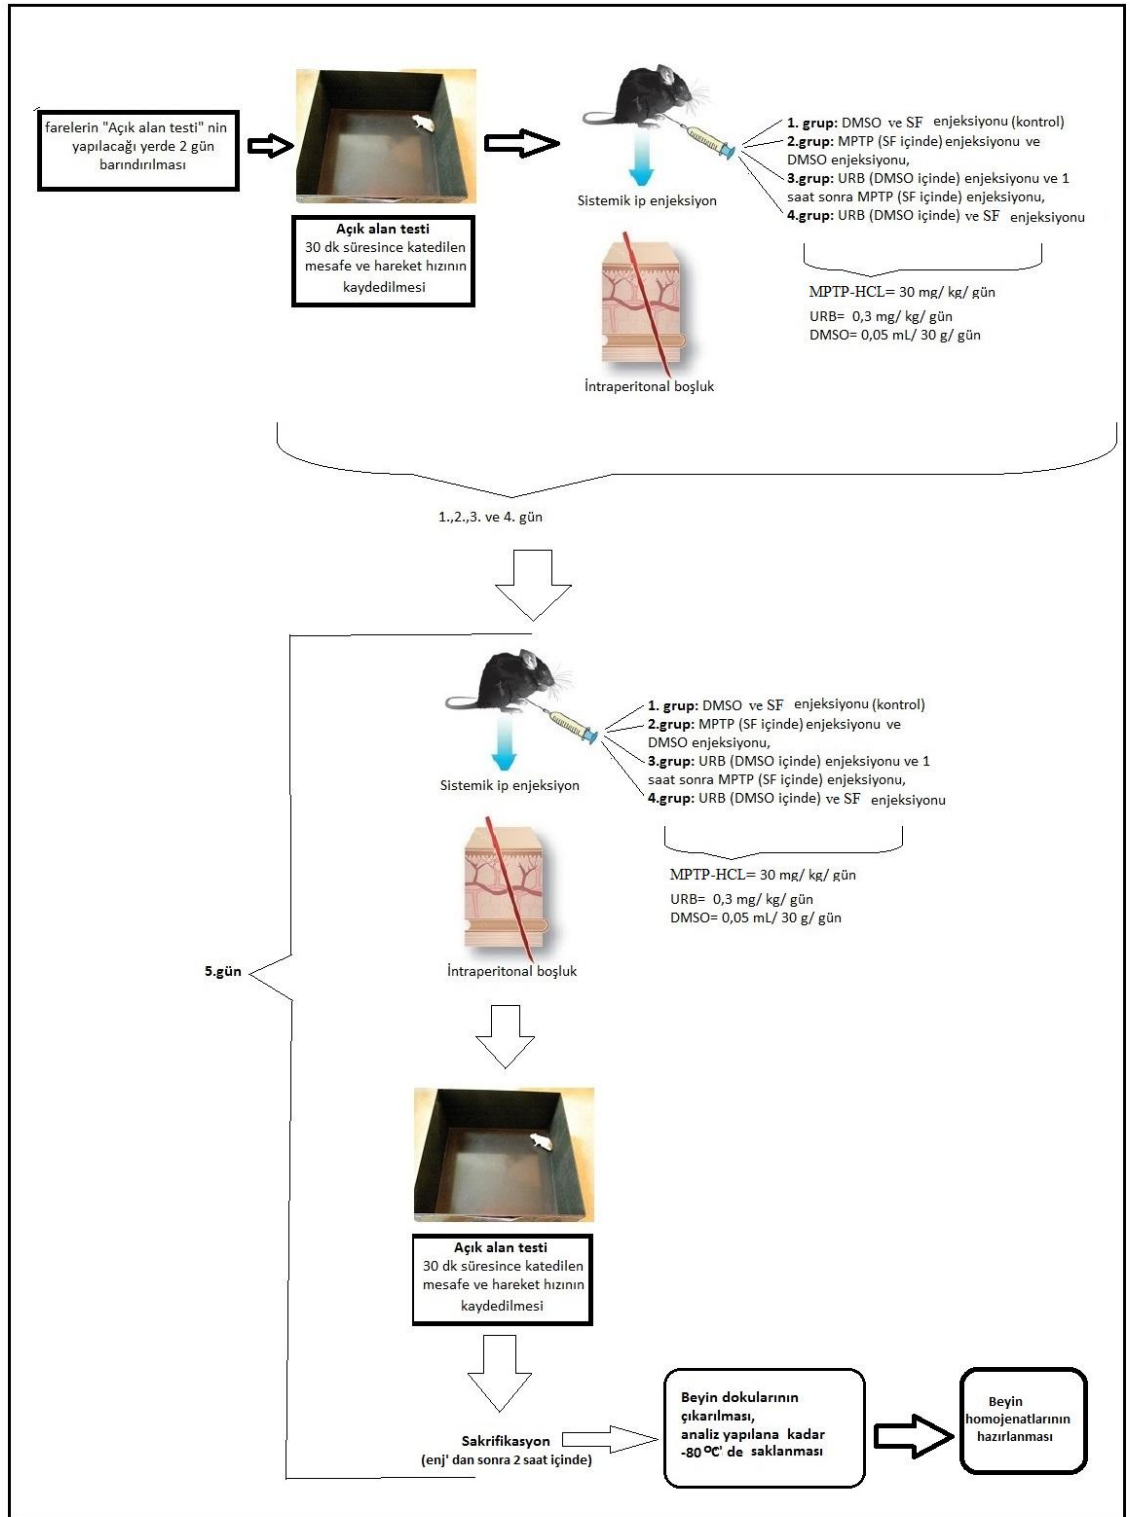 farelerin "Açık alan testi" nin
yapılacağı yerde 2 gün
barındırılması
Açık alan testi
30 dk süresince katedilen
mesafe ve hareket hızının
kaydedilmesi
Sistemik ip enjeksiyon
İntraperitonal boşluk
1. grup: DMSO ve SF enjeksiyonu (kontrol)
2.grup: MPTP (SF içinde) enjeksiyonu ve
DMSO enjeksiyonu,
3.grup: URB (DMSO içinde) enjeksiyonu ve 1
saat sonra MPTP (SF içinde) enjeksiyonu,
4.grup: URB (DMSO içinde) ve SF enjeksiyonu
MPTP-HCL= 30 mg/ kg/ gün
URB= 0,3 mg/ kg/ gün
DMSO= 0,05 mL/ 30 g/ gün
1.,2.,3. ve 4. gün
5.gün
Sistemik ip enjeksiyon
İntraperitonal boşluk
1. grup: DMSO ve SF enjeksiyonu (kontrol)
2.grup: MPTP (SF içinde) enjeksiyonu ve
DMSO enjeksiyonu,
3.grup: URB (DMSO içinde) enjeksiyonu ve 1
saat sonra MPTP (SF içinde) enjeksiyonu,
4.grup: URB (DMSO içinde) ve SF enjeksiyonu
MPTP-HCL= 30 mg/ kg/ gün
URB= 0,3 mg/ kg/ gün
DMSO= 0,05 mL/ 30 g/ gün
Açık alan testi
30 dk süresince katedilen
mesafe ve hareket hızının
kaydedilmesi
Sakrifikasyon
(enj' dan sonra 2 saat içinde)
Beyin dokularının
çıkarılması,
analiz yapılana kadar
-80 ºC' de saklanması
Beyin
homojenatlarının
hazırlanması